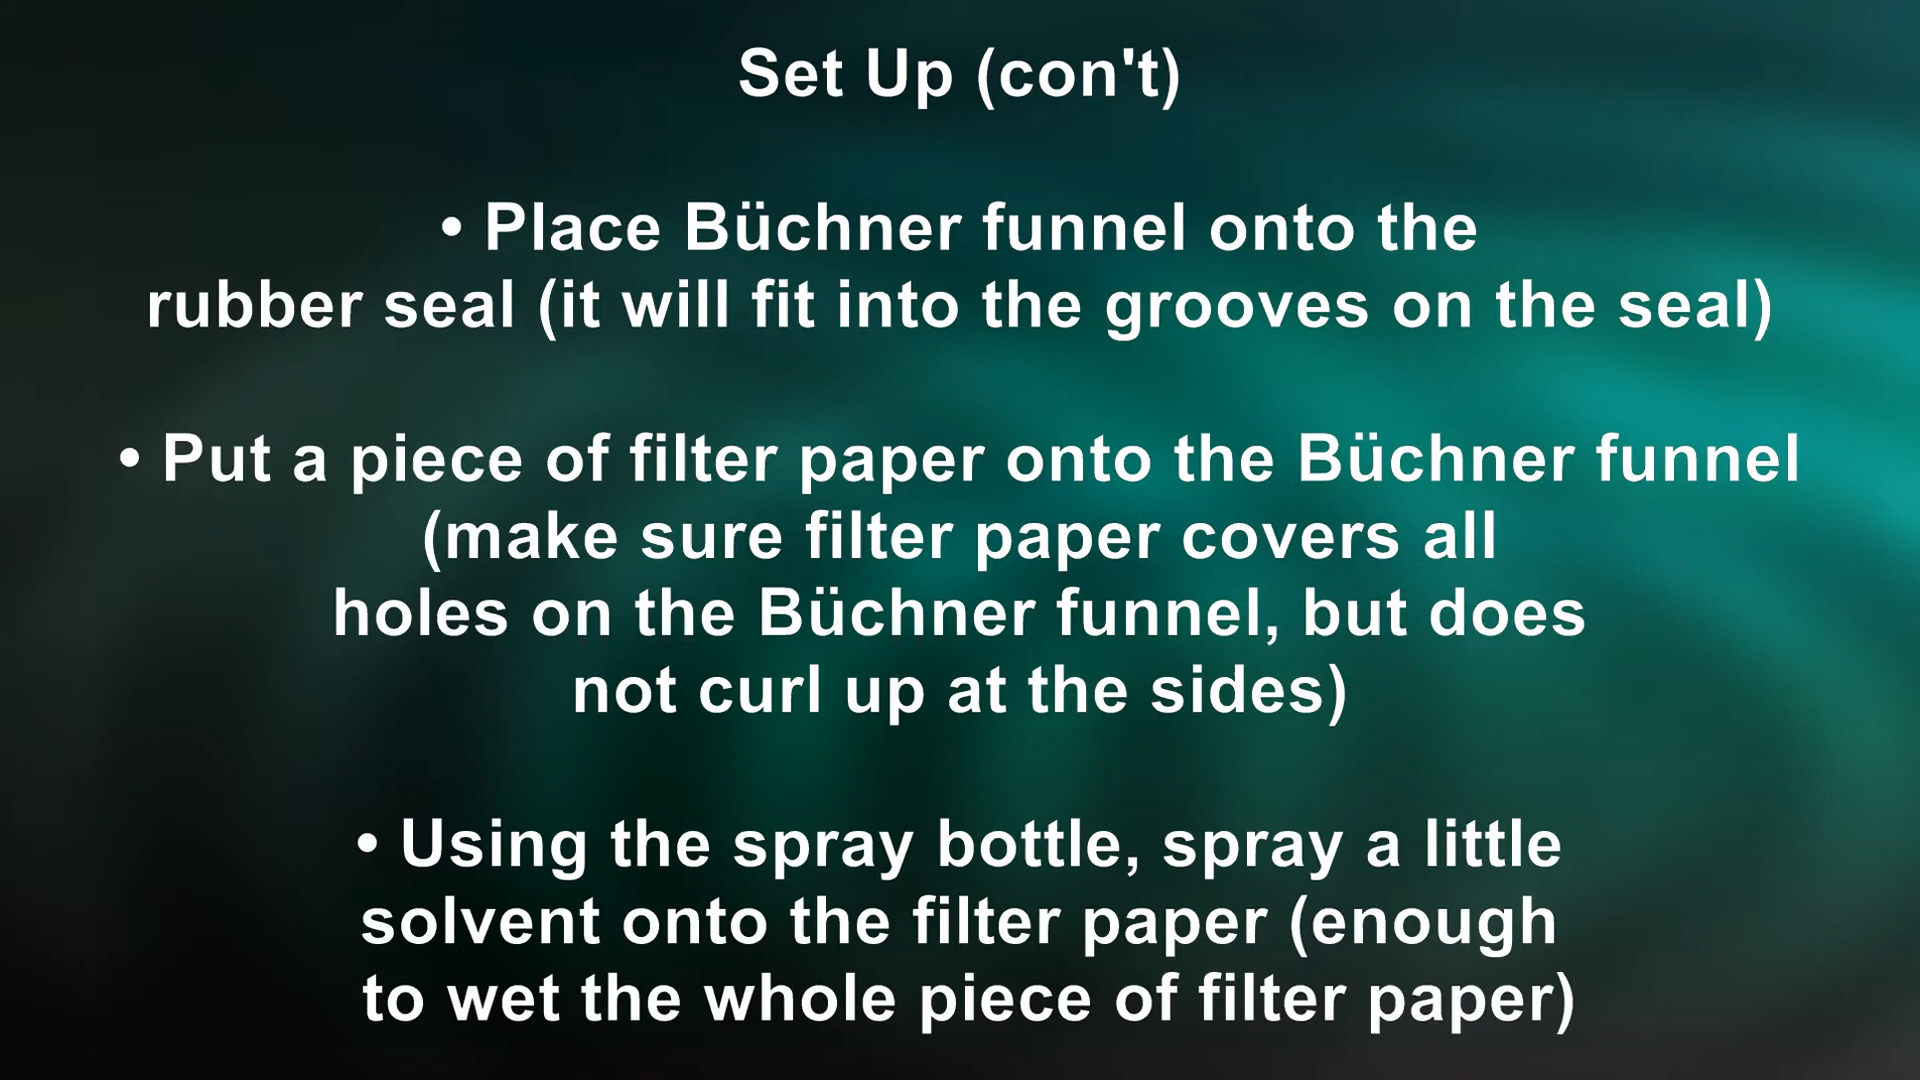 Set Up (con't)
• Place Büchner funnel onto the
rubber seal (it will fit into the grooves on the seal)
• Put a piece of filter paper onto the Büchner funnel
(make sure filter paper covers all
holes on the Büchner funnel, but does
not curl up at the sides)
• Using the spray bottle, spray a little
solvent onto the filter paper (enough
to wet the whole piece of filter paper)